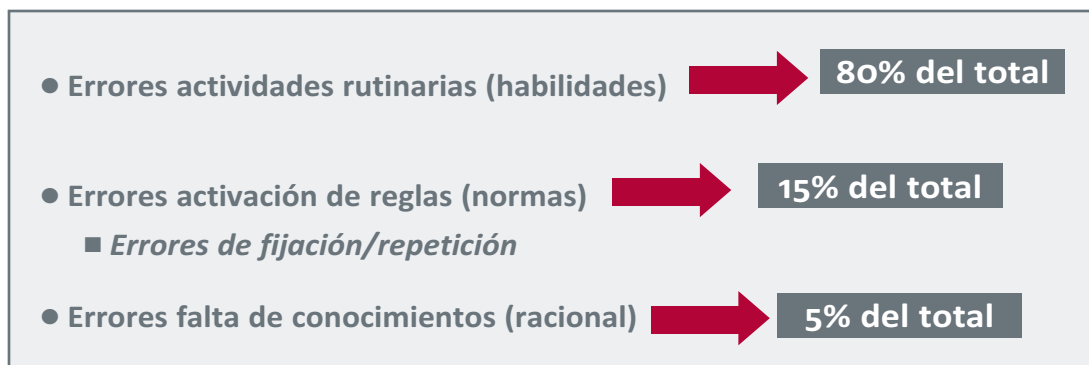 ● Errores actividades rutinarias (habilidades) 80% del total
● Errores activación de reglas (normas) 15% del total
■ Errores de fijación/repetición
● Errores falta de conocimientos (racional) 5% del total